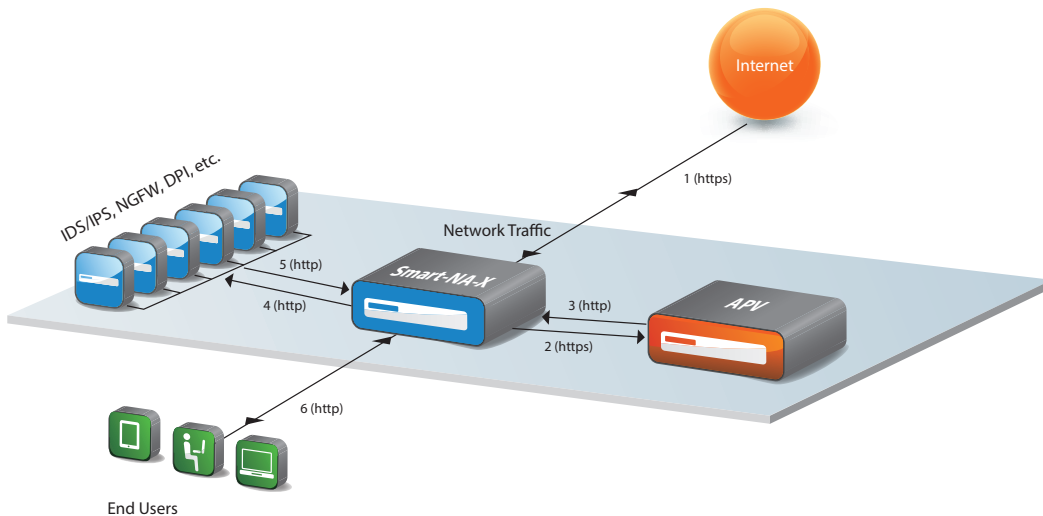 Internet
1 (https)
IDS/IPS, NGFW, DPI, etc.
Network Traffic
Smart-NA-X
5 (http)
4 (http)
3 (http)
2 (https)
APV
6 (http)
End Users